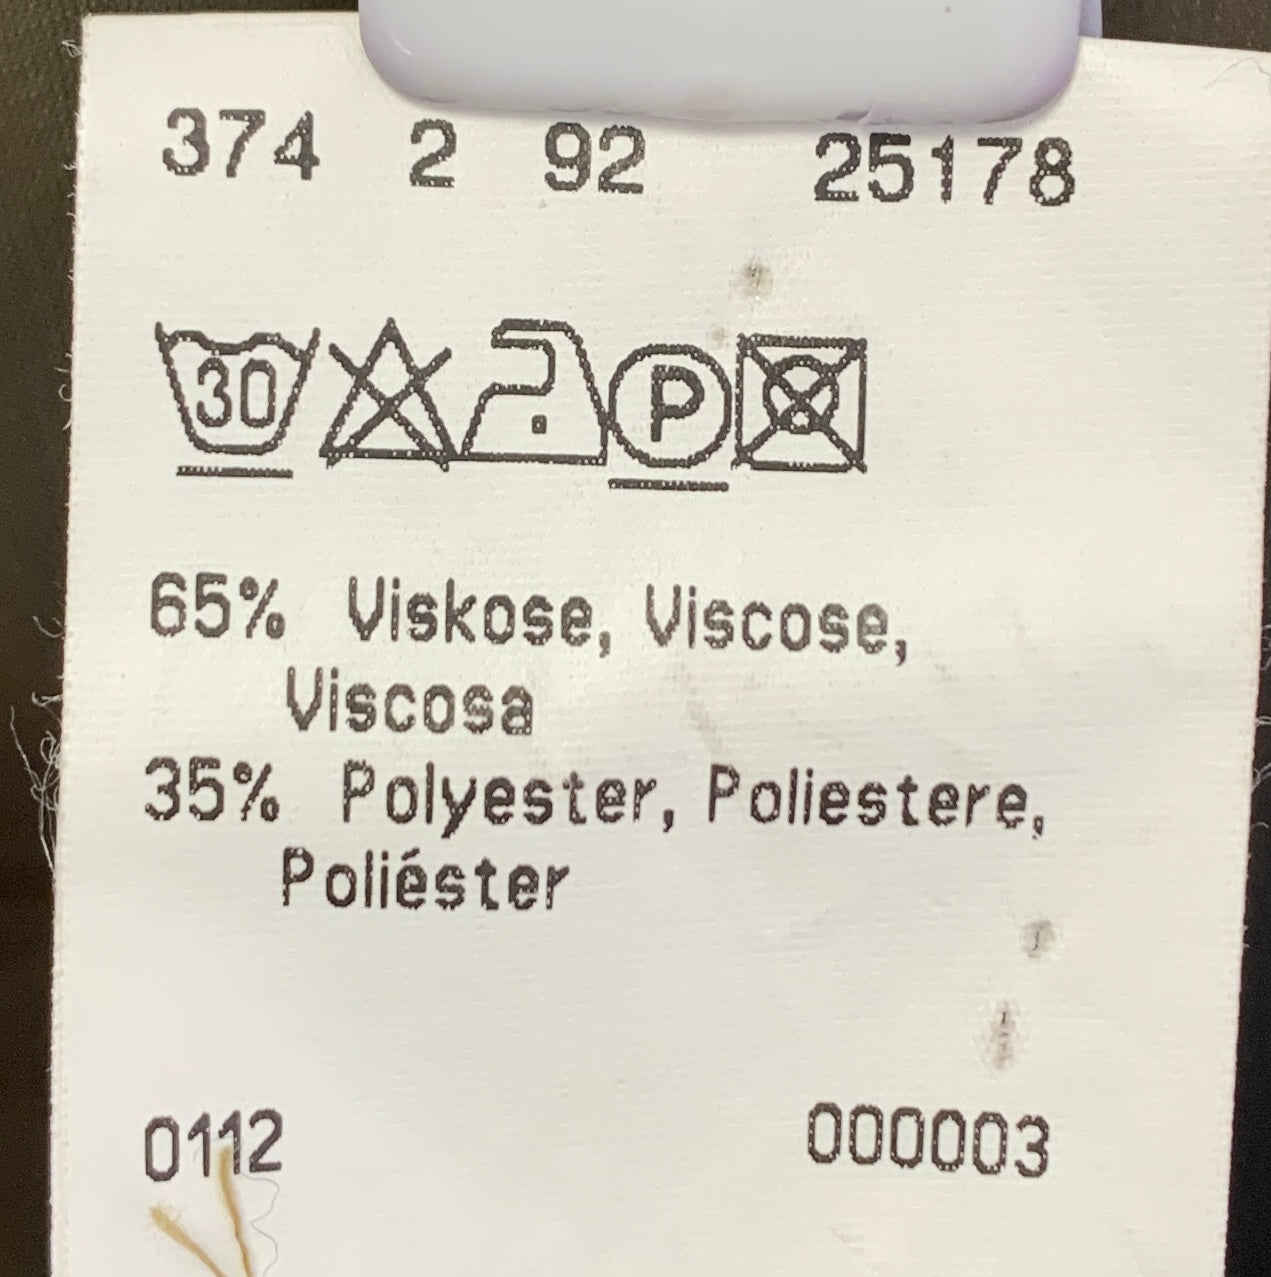 374 2 92 25178
30 P
65% Viskose, Viscose,
Viscosa
35% Polyester, Poliestere,
Poliéster
0112 000003